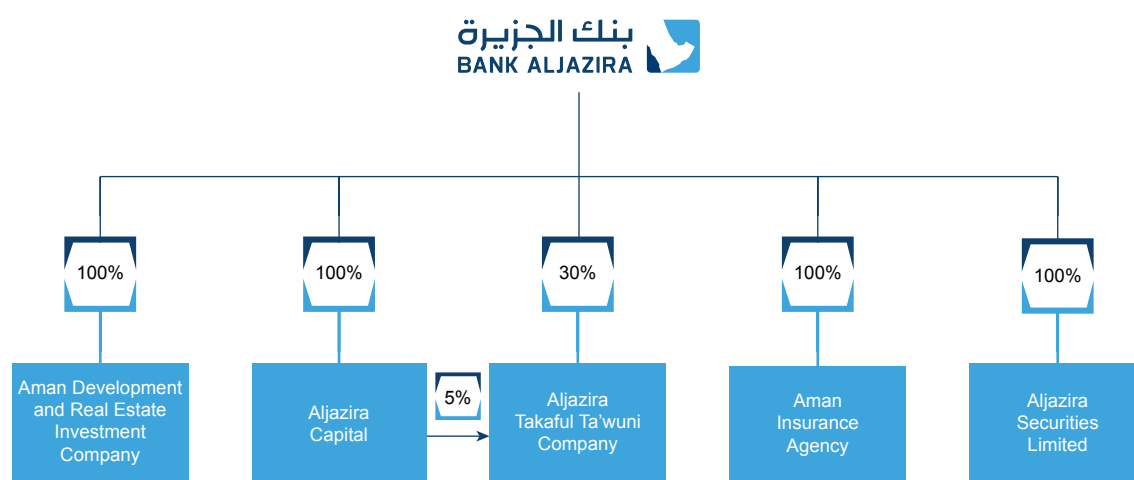 بنك الجزيرة
BANK ALJAZIRA
100%
100%
30%
100%
100%
Aman Development
and Real Estate
Investment
Company
Aljazira
Capital
5%
Aljazira
Takaful Ta’wuni
Company
Aman
Insurance
Agency
Aljazira
Securities
Limited